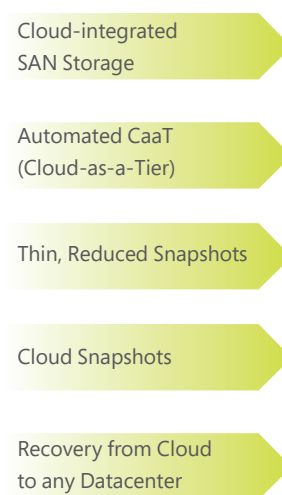 Cloud-integrated
SAN Storage
Automated CaaT
(Cloud-as-a-Tier)
Thin, Reduced Snapshots
Cloud Snapshots
Recovery from Cloud
to any Datacenter